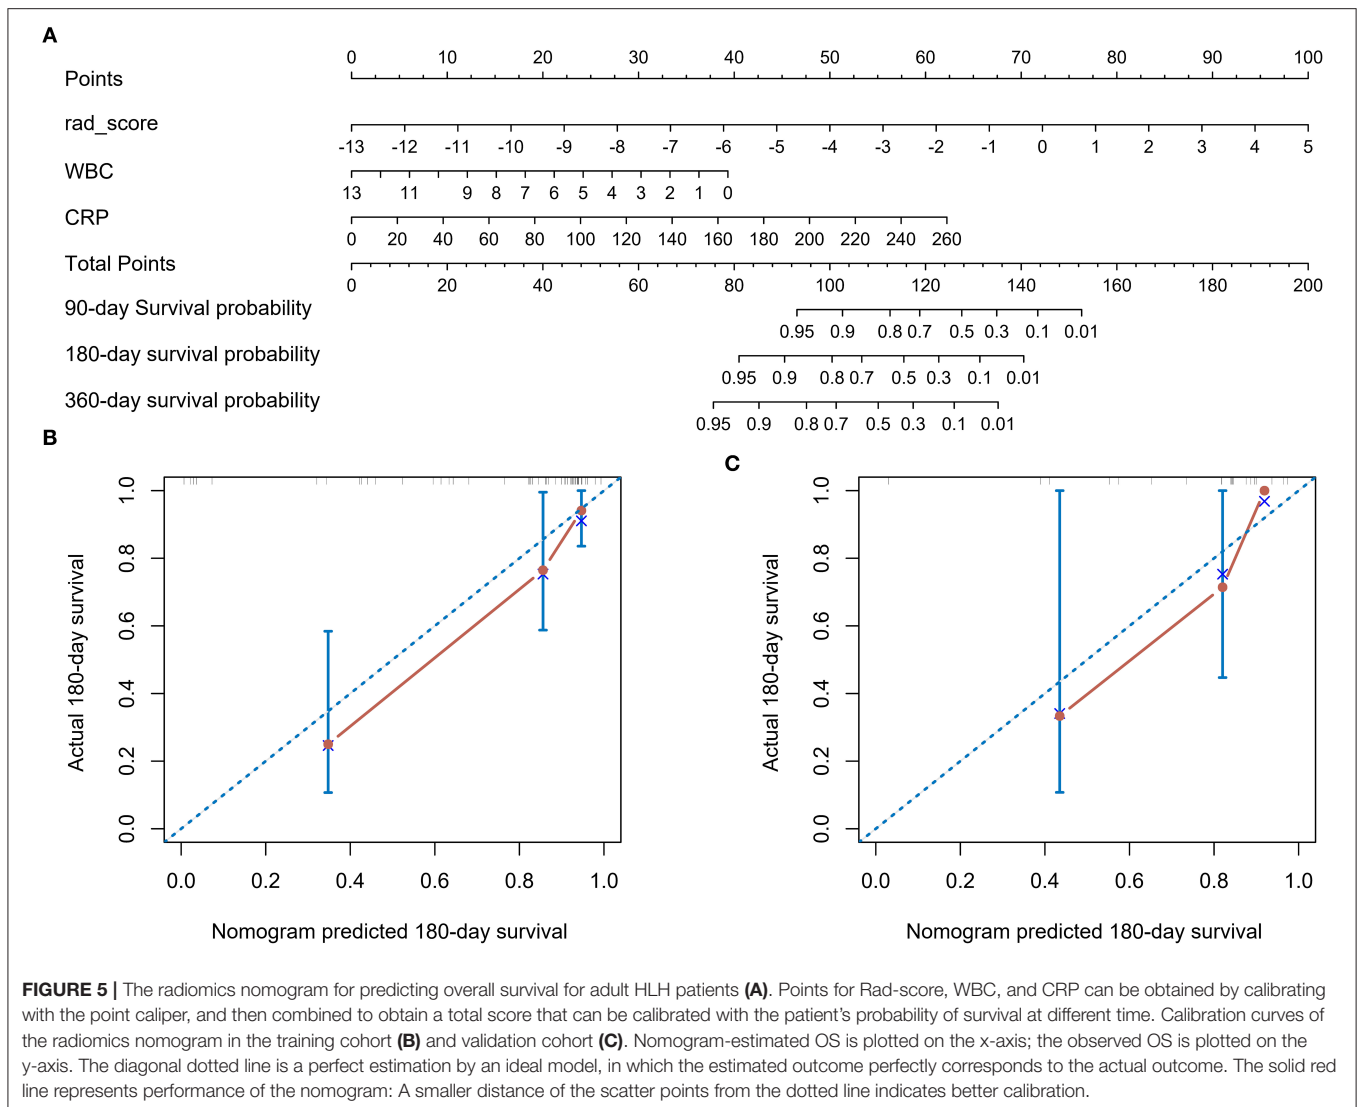 A
0 10 20 30 40 50 60 70 80 90 100
Points
rad_score
-13 -12 -11 -10 -9 -8 -7 -6 -5 -4 -3 -2 -1 0 1 2 3 4 5
WBC
13 11 9 8 7 6 5 4 3 2 1 0
CRP
0 20 40 60 80 100 120 140 160 180 200 220 240 260
Total Points
0 20 40 60 80 100 120 140 160 180 200
90-day Survival probability
0.95 0.9 0.8 0.7 0.5 0.3 0.1 0.01
180-day survival probability
0.95 0.9 0.8 0.7 0.5 0.3 0.1 0.01
360-day survival probability
0.95 0.9 0.8 0.7 0.5 0.3 0.1 0.01
B
Actual 180-day survival
0.0 0.2 0.4 0.6 0.8 1.0
0.0 0.2 0.4 0.6 0.8 1.0
Nomogram predicted 180-day survival
C
Actual 180-day survival
0.0 0.2 0.4 0.6 0.8 1.0
0.0 0.2 0.4 0.6 0.8 1.0
Nomogram predicted 180-day survival
FIGURE 5 | The radiomics nomogram for predicting overall survival for adult HLH patients (A). Points for Rad-score, WBC, and CRP can be obtained by calibrating
with the point caliper, and then combined to obtain a total score that can be calibrated with the patient's probability of survival at different time. Calibration curves of
the radiomics nomogram in the training cohort (B) and validation cohort (C). Nomogram-estimated OS is plotted on the x-axis; the observed OS is plotted on the
y-axis. The diagonal dotted line is a perfect estimation by an ideal model, in which the estimated outcome perfectly corresponds to the actual outcome. The solid red
line represents performance of the nomogram: A smaller distance of the scatter points from the dotted line indicates better calibration.